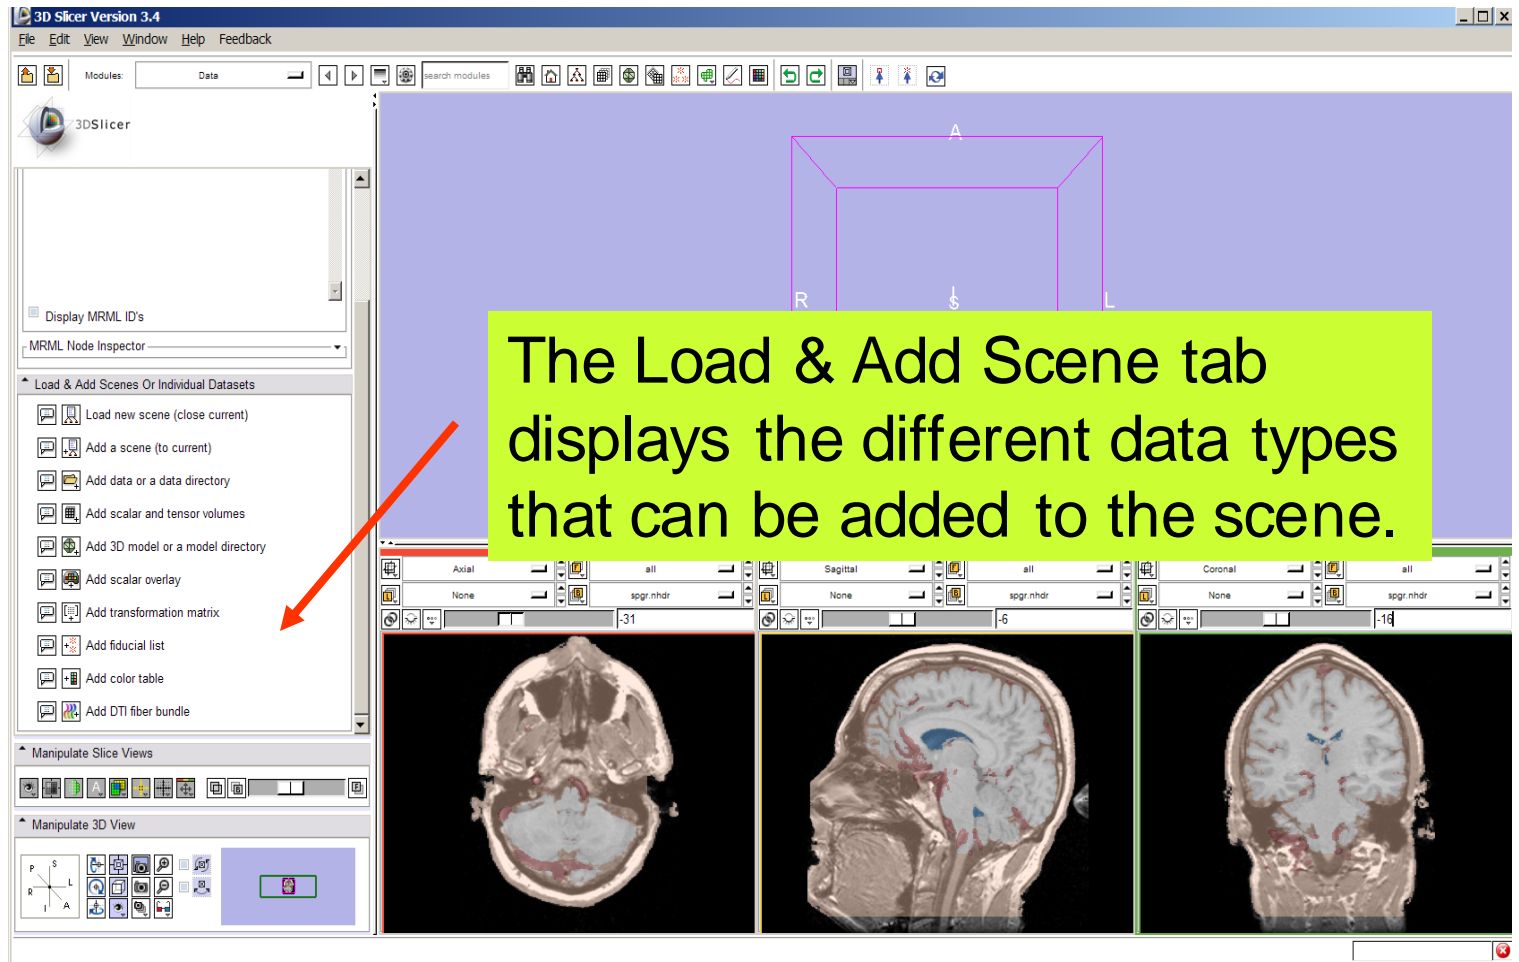 3D Slicer Version 3.4
File Edit View Window Help Feedback
Modules: Data search modules
3DSlicer
A
R S L
Display MRML ID's
MRML Node Inspector
The Load & Add Scene tab
displays the different data types
that can be added to the scene.
Load & Add Scenes Or Individual Datasets
Load new scene (close current)
Add a scene (to current)
Add data or a data directory
Add scalar and tensor volumes
Add 3D model or a model directory
Add scalar overlay
Add transformation matrix
Add fiducial list
Add color table
Add DTI fiber bundle
Axial all Sagittal all Coronal all
None spgr.nhdr None spgr.nhdr None spgr.nhdr
-31 -6 -16
Manipulate Slice Views
Manipulate 3D View
P S
R L
I A